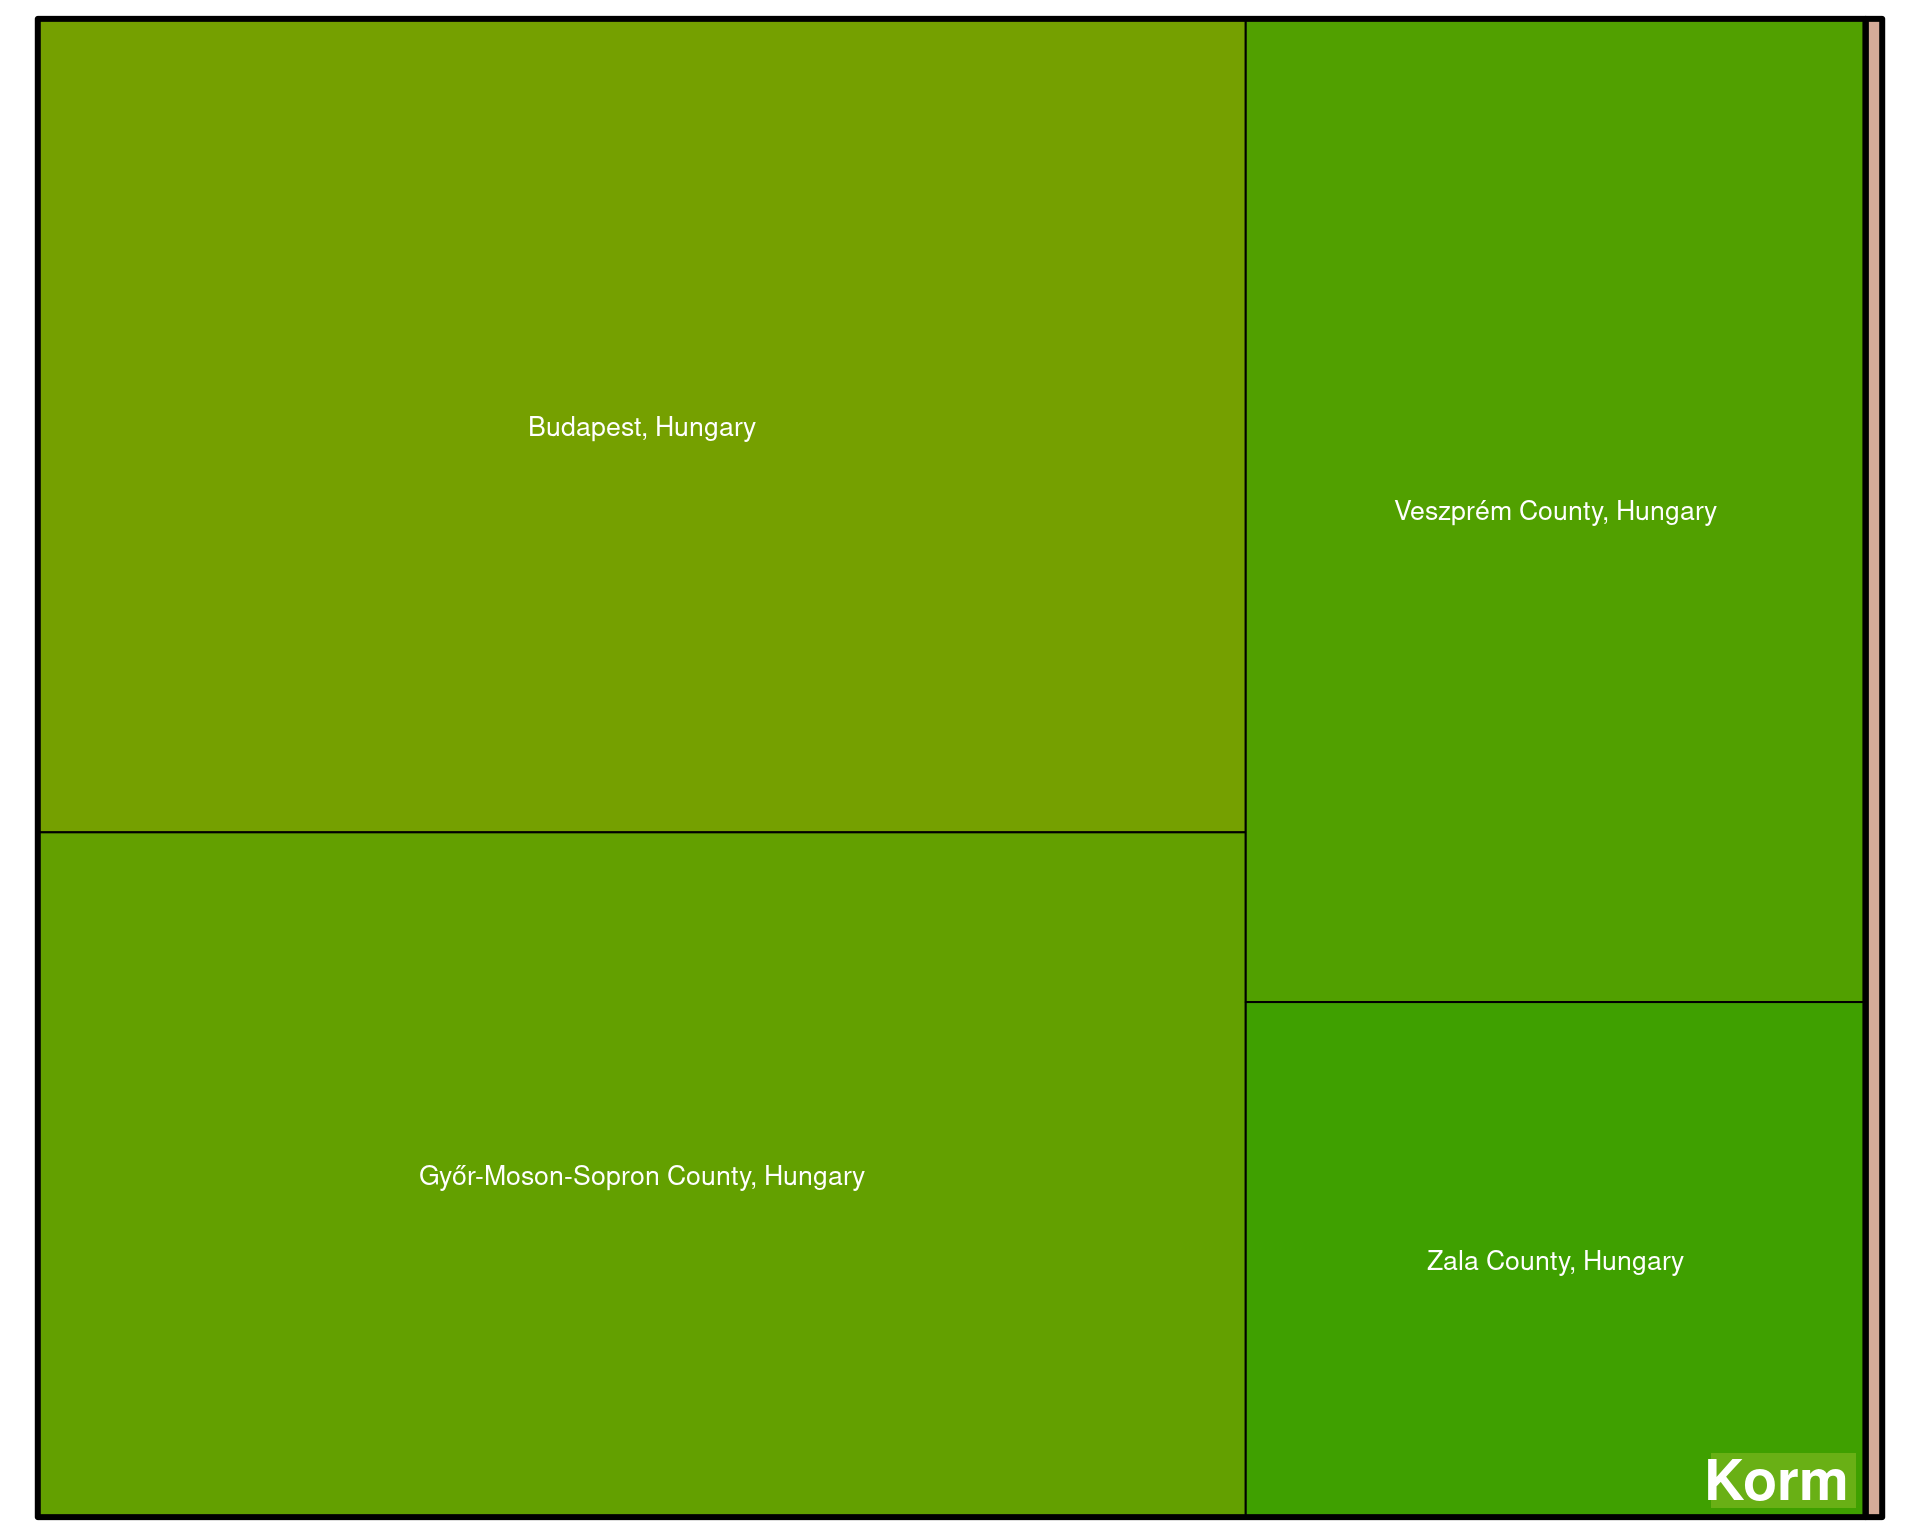 Budapest, Hungary
Veszprém County, Hungary
Győr-Moson-Sopron County, Hungary
Zala County, Hungary
Korm